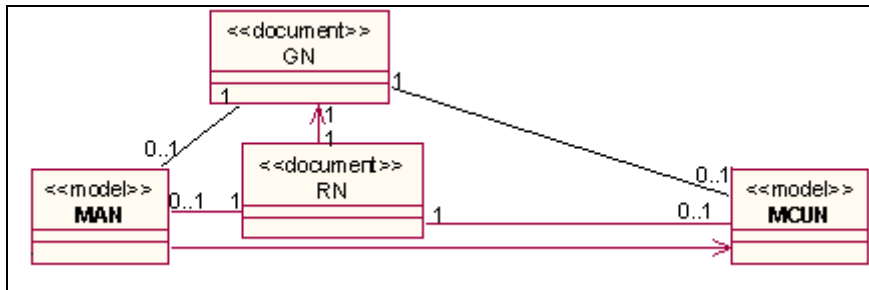 <<document>>
GN
1
1
1
0..1
1
<<document>>
RN
0..1
<<model>>
MAN
0..1
1
1
0..1
<<model>>
MCUN